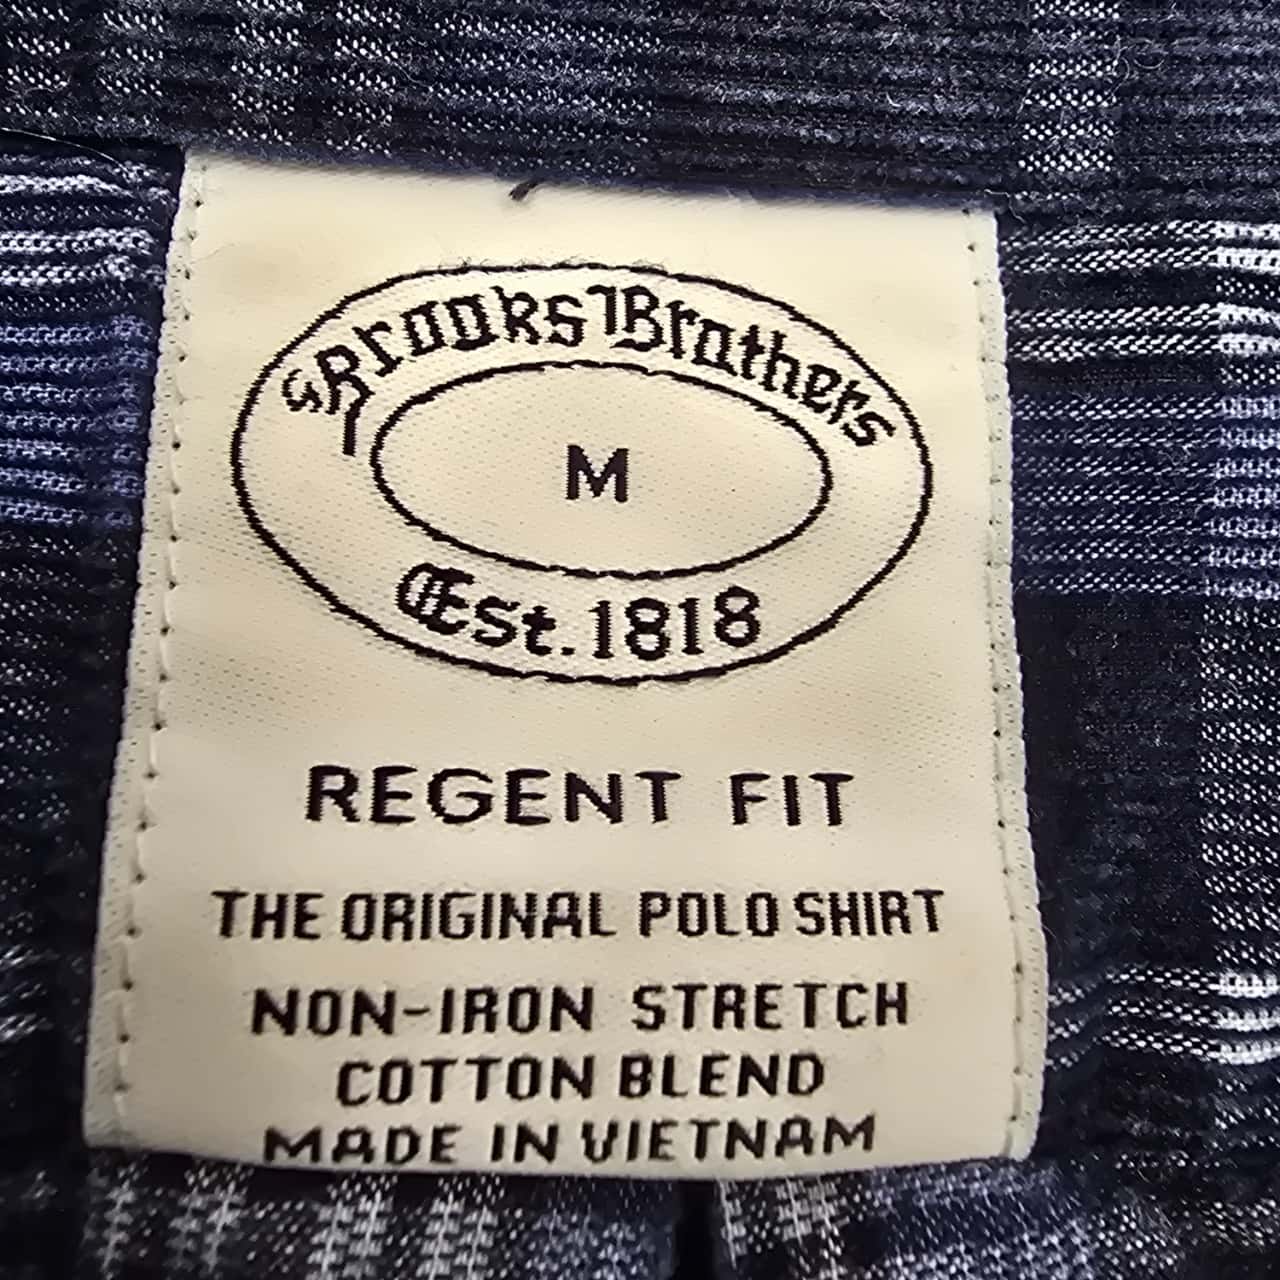 Brooks Brothers
M
Est. 1818
REGENT FIT
THE ORIGINAL POLO SHIRT
NON-IRON STRETCH
COTTON BLEND
MADE IN VIETNAM